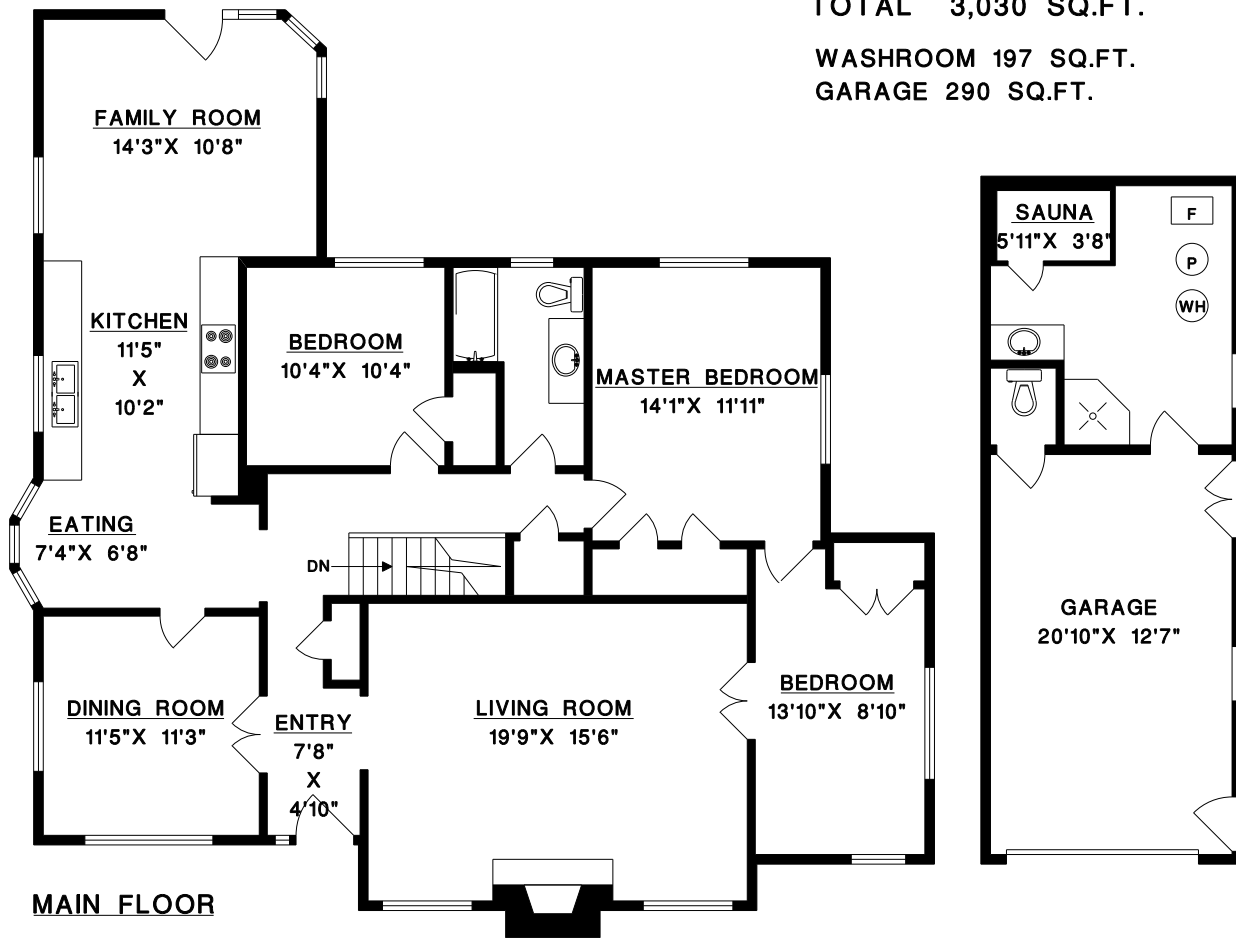 TOTAL 3,030 SQ.FT.
WASHROOM 197 SQ.FT.
GARAGE 290 SQ.FT.
FAMILY ROOM
14'3"X 10'8"
KITCHEN
11'5"
X
10'2"
BEDROOM
10'4"X 10'4"
MASTER BEDROOM
14'1"X 11'11"
EATING
7'4"X 6'8"
DN
DINING ROOM
11'5"X 11'3"
ENTRY
7'8"
X
4'10"
LIVING ROOM
19'9"X 15'6"
BEDROOM
13'10"X 8'10"
SAUNA
5'11"X 3'8"
F
P
WH
GARAGE
20'10"X 12'7"
MAIN FLOOR